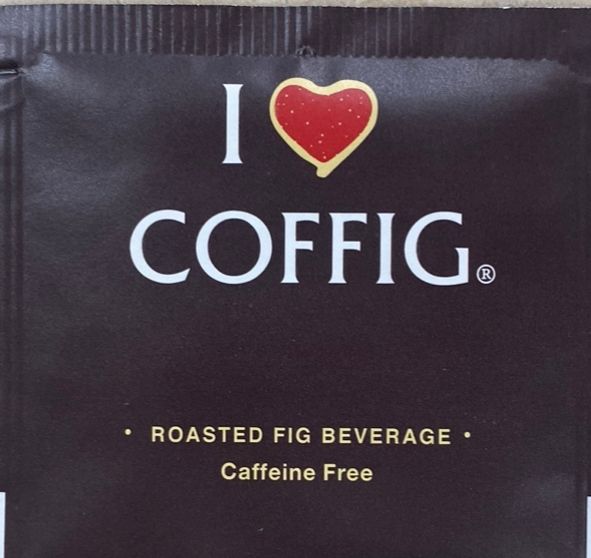 I
COFFIG®
• ROASTED FIG BEVERAGE •
Caffeine Free